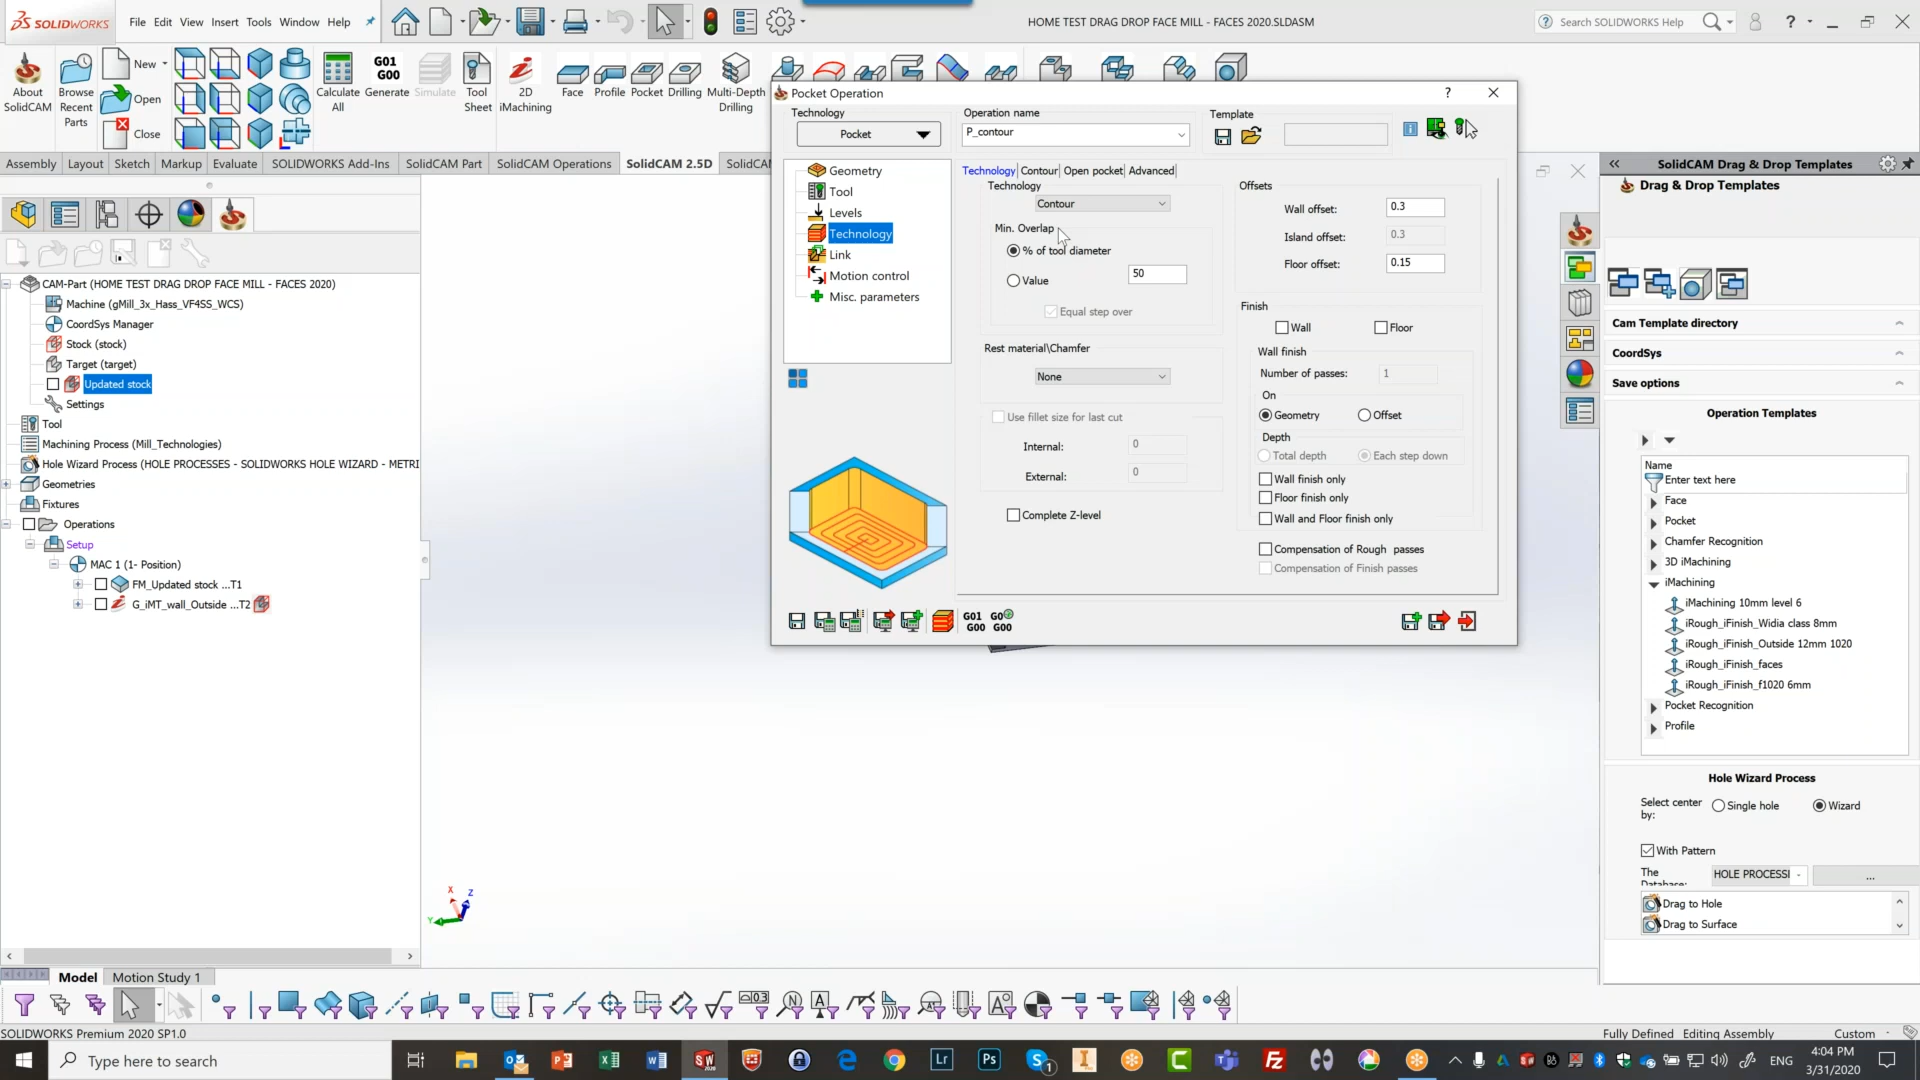 SOLIDWORKS File Edit View Insert Tools Window Help
HOME TEST DRAG DROP FACE MILL - FACES 2020.SLDASM
Search SOLIDWORKS Help
About SolidCAM
Browse Recent Parts
New
Open
Close
Calculate All
G01 G00
Generate
Simulate
Tool Sheet
2D iMachining
Face
Profile
Pocket
Drilling
Multi-Depth Drilling
Assembly Layout Sketch Markup Evaluate SOLIDWORKS Add-Ins SolidCAM Part SolidCAM Operations SolidCAM 2.5D
CAM-Part (HOME TEST DRAG DROP FACE MILL - FACES 2020)
Machine (gMill_3x_Hass_VF4SS_WCS)
CoordSys Manager
Stock (stock)
Target (target)
Updated stock
Settings
Tool
Machining Process (Mill_Technologies)
Hole Wizard Process (HOLE PROCESSES - SOLIDWORKS HOLE WIZARD - METRI
Geometries
Fixtures
Operations
Setup
MAC 1 (1- Position)
FM_Updated stock ...T1
G_iMT_wall_Outside ...T2
Pocket Operation
Technology
Pocket
Operation name
P_contour
Template
Geometry
Tool
Levels
Technology
Link
Motion control
Misc. parameters
Technology Contour Open pocket Advanced
Technology
Contour
Min. Overlap
% of tool diameter
Value
50
Equal step over
Rest material\Chamfer
None
Use fillet size for last cut
Internal: 0
External: 0
Complete Z-level
Offsets
Wall offset: 0.3
Island offset: 0.3
Floor offset: 0.15
Finish
Wall Floor
Wall finish
Number of passes: 1
On
Geometry Offset
Depth
Total depth Each step down
Wall finish only
Floor finish only
Wall and Floor finish only
Compensation of Rough passes
Compensation of Finish passes
G01 G00
SolidCAM Drag & Drop Templates
Drag & Drop Templates
Cam Template directory
CoordSys
Save options
Operation Templates
Name
Enter text here
Face
Pocket
Chamfer Recognition
3D iMachining
iMachining
iMachining 10mm level 6
iRough_iFinish_Widia class 8mm
iRough_iFinish_Outside 12mm 1020
iRough_iFinish_faces
iRough_iFinish_f1020 6mm
Pocket Recognition
Profile
Hole Wizard Process
Select center by: Single hole Wizard
With Pattern
The Database: HOLE PROCESSI ...
Drag to Hole
Drag to Surface
X Z
Y
Model Motion Study 1
SOLIDWORKS Premium 2020 SP1.0
Fully Defined Editing Assembly Custom
Type here to search
ENG
4:04 PM
3/31/2020